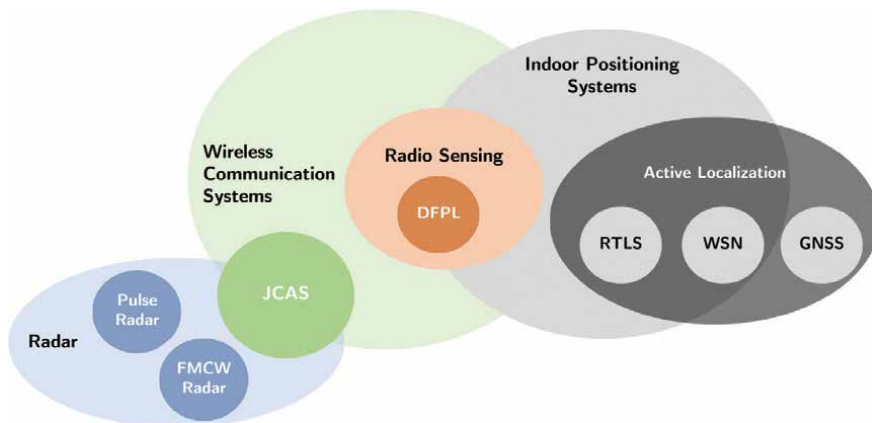 Indoor Positioning
Systems
Wireless
Communication
Systems
Radio Sensing
DFPL
Active Localization
RTLS
WSN
GNSS
JCAS
Pulse
Radar
Radar
FMCW
Radar